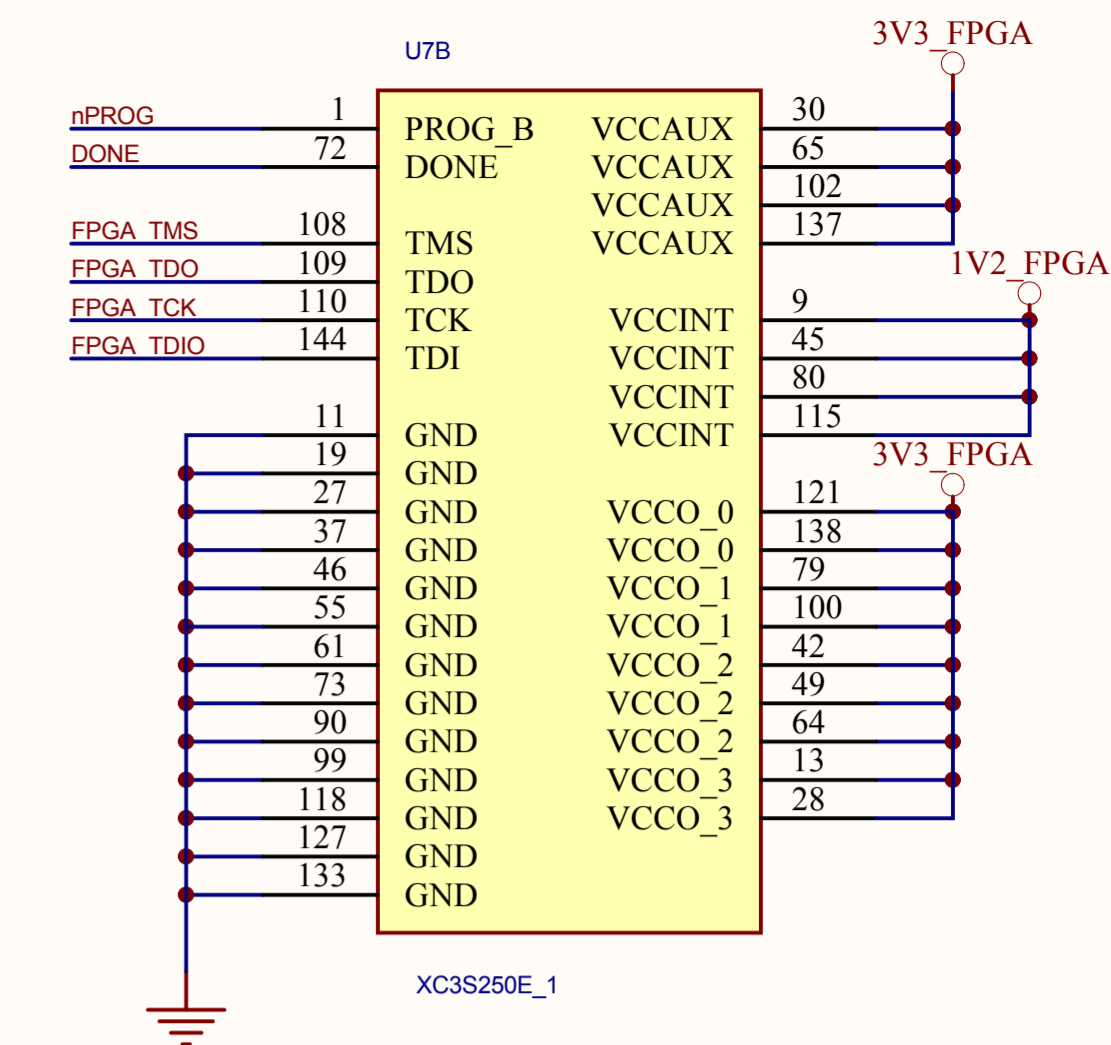 U7B
3V3_FPGA
nPROG 1 PROG_B VCCAUX 30
DONE 72 DONE VCCAUX 65
VCCAUX 102
FPGA_TMS 108 TMS VCCAUX 137
FPGA_TDO 109 TDO
1V2_FPGA
FPGA_TCK 110 TCK VCCINT 9
FPGA_TDIO 144 TDI VCCINT 45
VCCINT 80
11 GND VCCINT 115
19 GND
3V3_FPGA
27 GND VCCO_0 121
37 GND VCCO_0 138
46 GND VCCO_1 79
55 GND VCCO_1 100
61 GND VCCO_2 42
73 GND VCCO_2 49
90 GND VCCO_2 64
99 GND VCCO_3 13
118 GND VCCO_3 28
127 GND
133 GND
XC3S250E_1